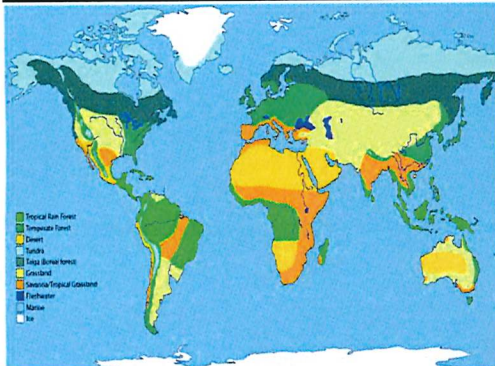 Tropical Rain Forest
Temperate Forest
Desert
Tundra
Taiga (Boreal forest)
Grassland
Savanna/Tropical Grassland
Freshwater
Marine
Ice